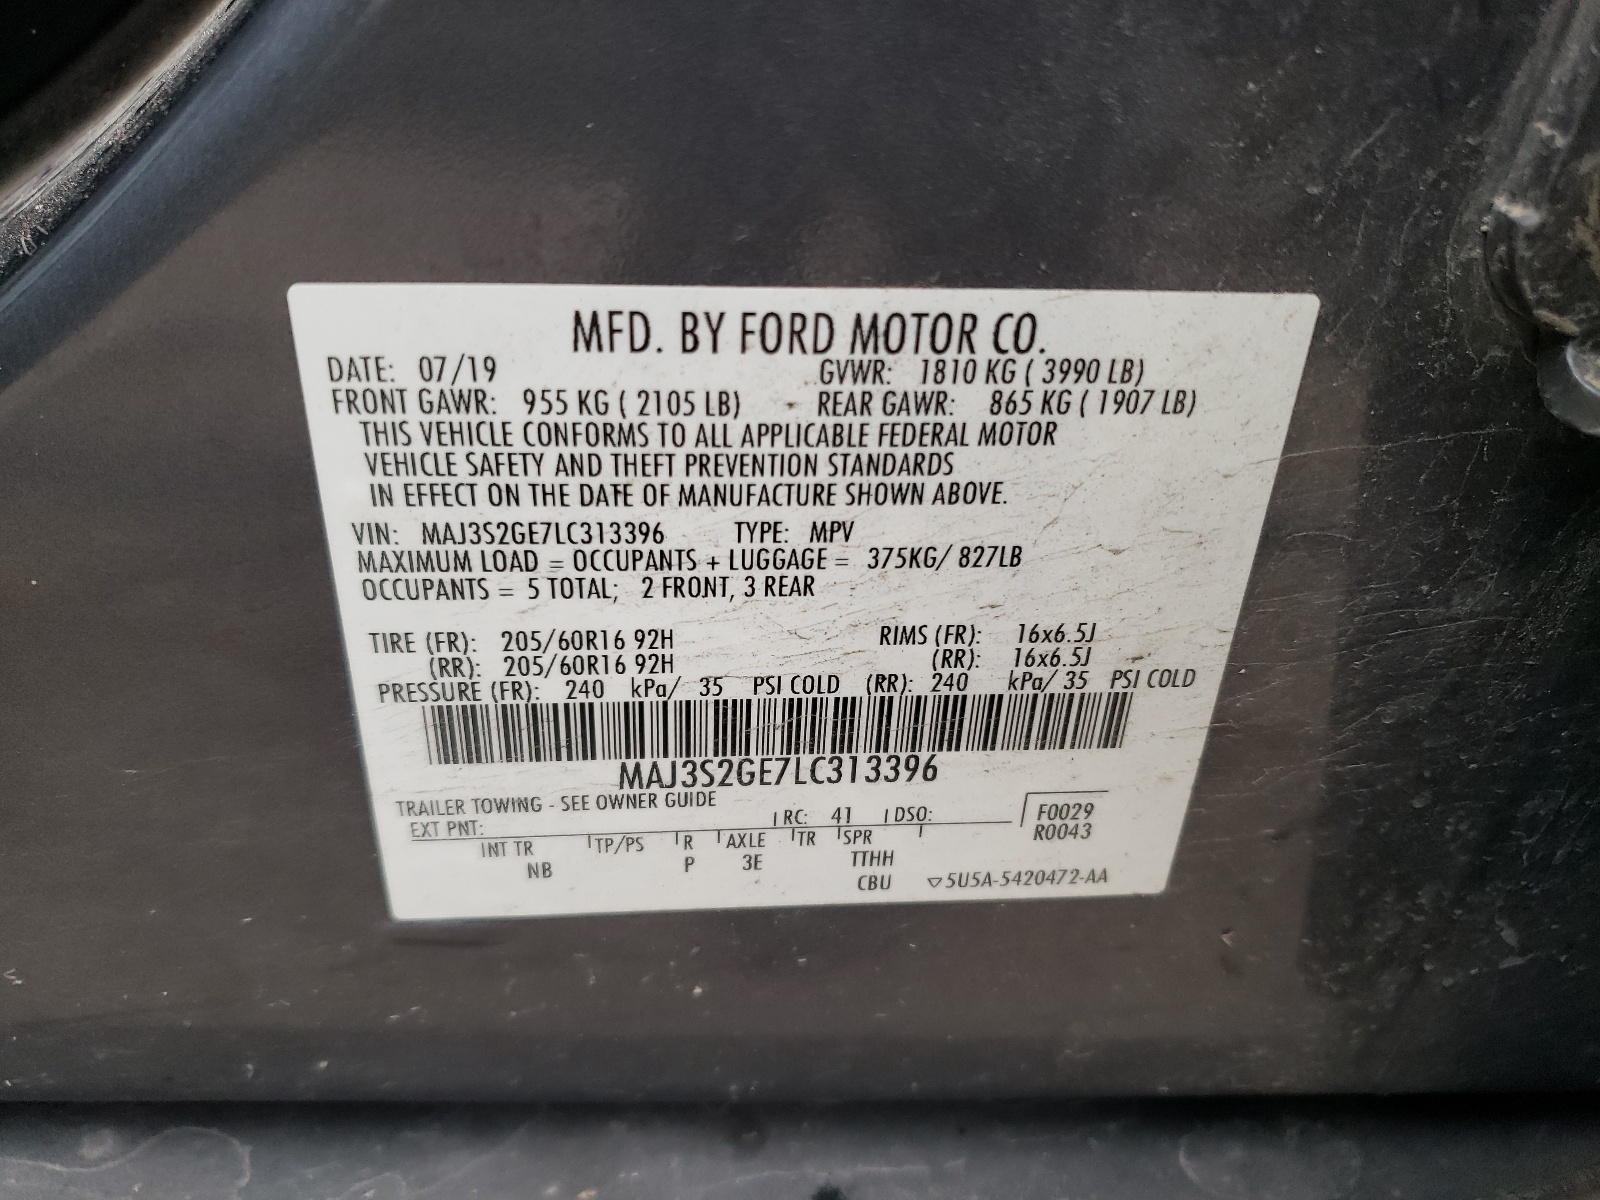 MFD. BY FORD MOTOR CO.
DATE: 07/19 GVWR: 1810 KG ( 3990 LB)
FRONT GAWR: 955 KG ( 2105 LB) REAR GAWR: 865 KG ( 1907 LB)
THIS VEHICLE CONFORMS TO ALL APPLICABLE FEDERAL MOTOR
VEHICLE SAFETY AND THEFT PREVENTION STANDARDS
IN EFFECT ON THE DATE OF MANUFACTURE SHOWN ABOVE.
VIN: MAJ3S2GE7LC313396 TYPE: MPV
MAXIMUM LOAD = OCCUPANTS + LUGGAGE = 375KG/ 827LB
OCCUPANTS = 5 TOTAL; 2 FRONT, 3 REAR
TIRE (FR): 205/60R16 92H RIMS (FR): 16x6.5J
(RR): 205/60R16 92H (RR): 16x6.5J
PRESSURE (FR): 240 kPa/ 35 PSI COLD (RR): 240 kPa/ 35 PSI COLD
MAJ3S2GE7LC313396
TRAILER TOWING - SEE OWNER GUIDE
EXT PNT: RC: 41 DSO: F0029
R0043
INT TR TP/PS R AXLE TR SPR
NB P 3E TTHH
CBU ▽5U5A-5420472-AA